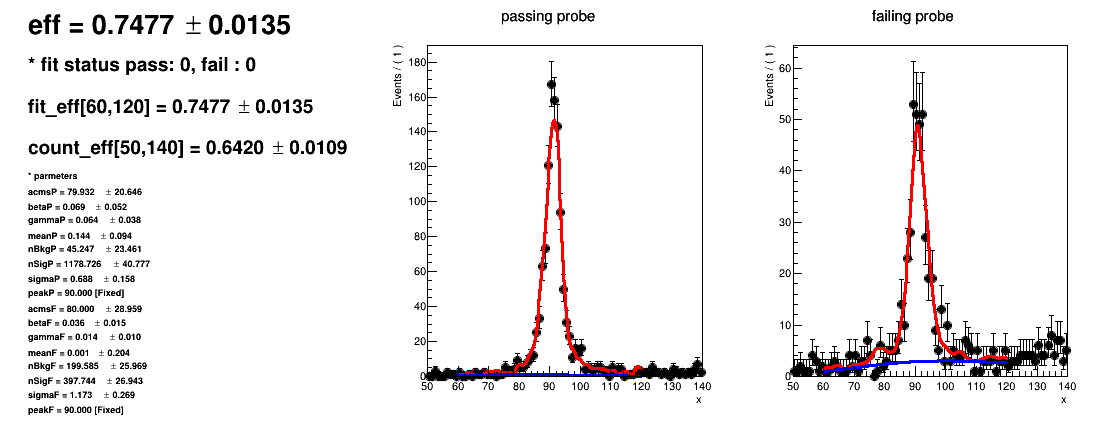 eff = 0.7477 ± 0.0135
* fit status pass: 0, fail : 0
fit_eff[60,120] = 0.7477 ± 0.0135
count_eff[50,140] = 0.6420 ± 0.0109
* parmeters
acmsP = 79.932 ± 20.646
betaP = 0.069 ± 0.052
gammaP = 0.064 ± 0.038
meanP = 0.144 ± 0.094
nBkgP = 45.247 ± 23.461
nSigP = 1178.726 ± 40.777
sigmaP = 0.688 ± 0.158
peakP = 90.000 [Fixed]
acmsF = 80.000 ± 28.959
betaF = 0.036 ± 0.015
gammaF = 0.014 ± 0.010
meanF = 0.001 ± 0.204
nBkgF = 199.585 ± 25.969
nSigF = 397.744 ± 26.943
sigmaF = 1.173 ± 0.269
peakF = 90.000 [Fixed]
passing probe
Events / ( 1 )
180
160
140
120
100
80
60
40
20
0
50 60 70 80 90 100 110 120 130 140
x
failing probe
Events / ( 1 )
60
50
40
30
20
10
0
50 60 70 80 90 100 110 120 130 140
x